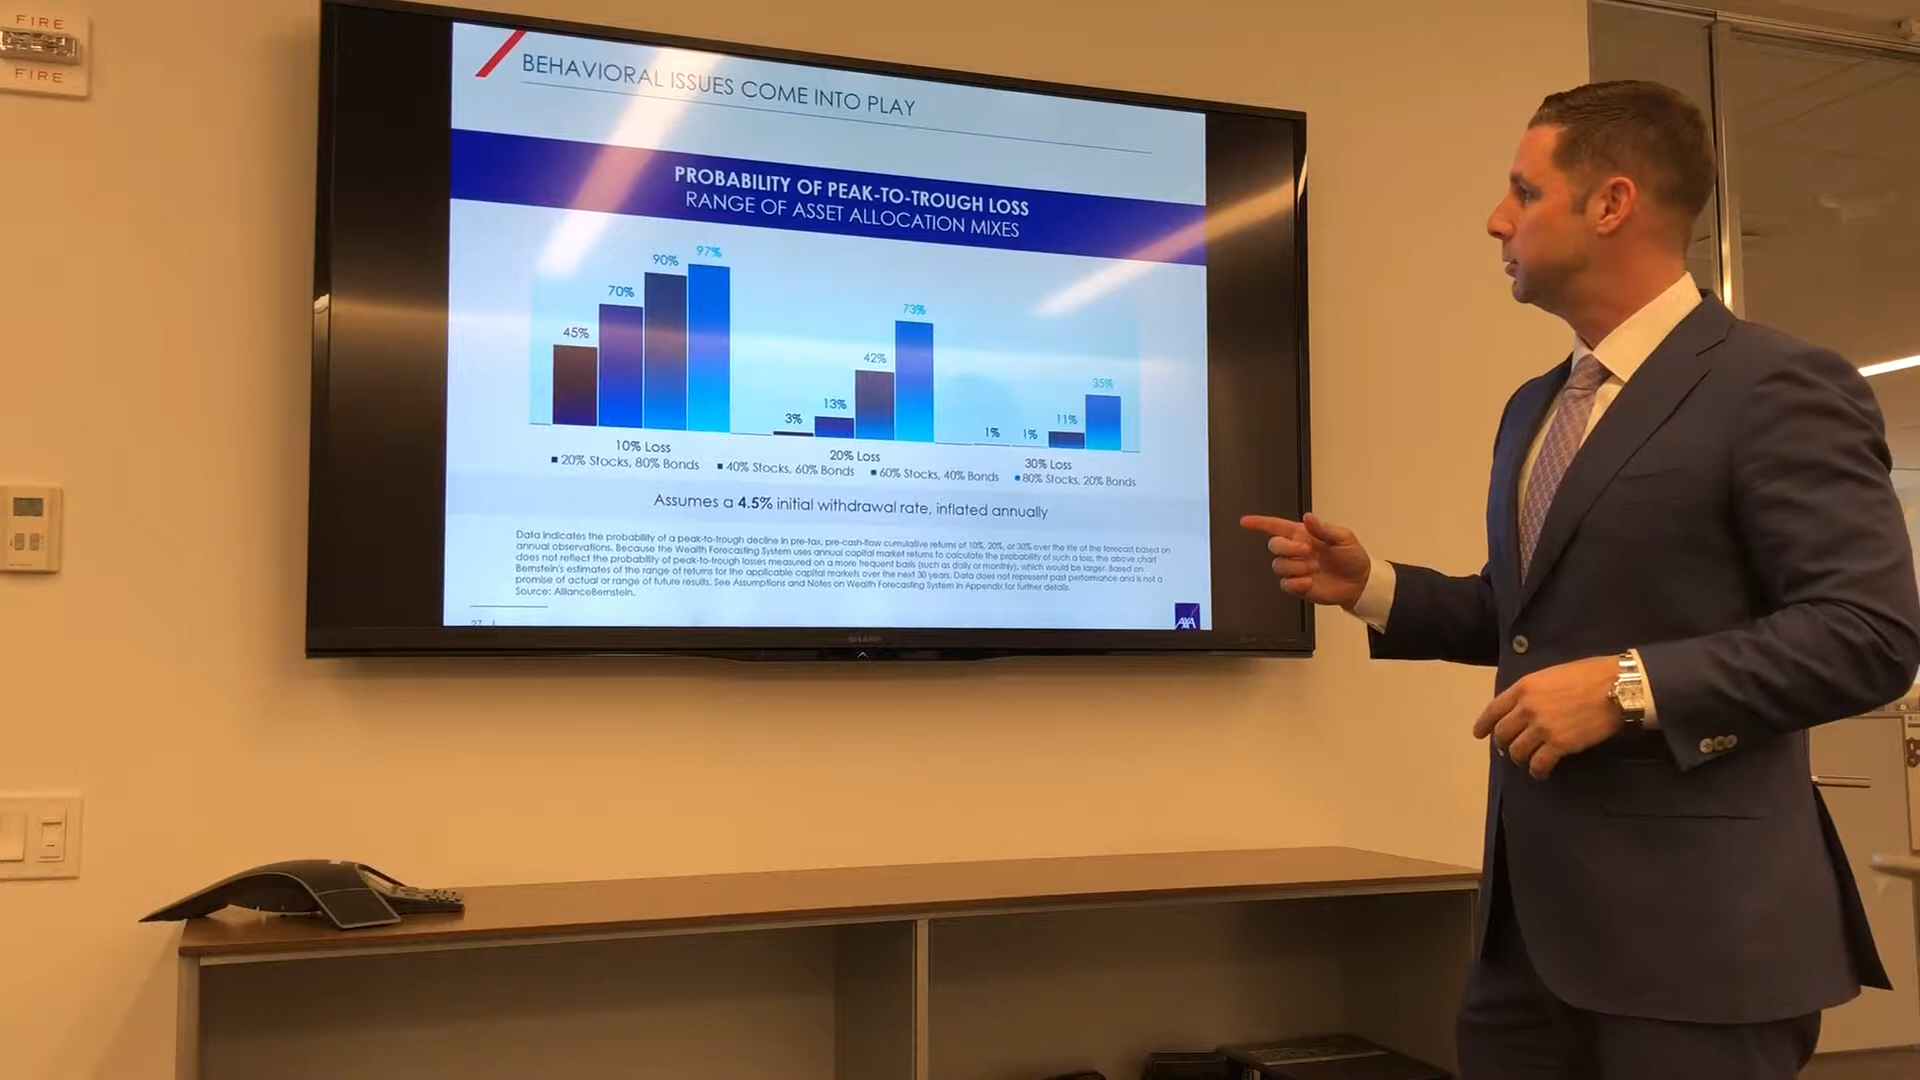 FIRE
FIRE
BEHAVIORAL ISSUES COME INTO PLAY
PROBABILITY OF PEAK-TO-TROUGH LOSS
RANGE OF ASSET ALLOCATION MIXES
45%
70%
90%
97%
3%
13%
42%
73%
1%
1%
11%
35%
10% Loss
20% Loss
30% Loss
20% Stocks, 80% Bonds
40% Stocks, 60% Bonds
60% Stocks, 40% Bonds
80% Stocks, 20% Bonds
Assumes a 4.5% initial withdrawal rate, inflated annually
Data indicates the probability of a peak-to-trough decline in pre-tax, pre-cash-flow cumulative returns of 10%, 20%, or 30% over the life of the forecast based on
annual observations. Because the Wealth Forecasting System uses annual capital market returns to calculate the probability of such a loss, the above chart
does not reflect the probability of peak-to-trough losses measured on a more frequent basis (such as daily or monthly), which would be larger. Based on
Bernstein's estimates of the range of returns for the applicable capital markets over the next 30 years. Data does not represent past performance and is not a
promise of actual or range of future results. See Assumptions and Notes on Wealth Forecasting System in Appendix for further details.
Source: AllianceBernstein.
27
AXA
SHARP